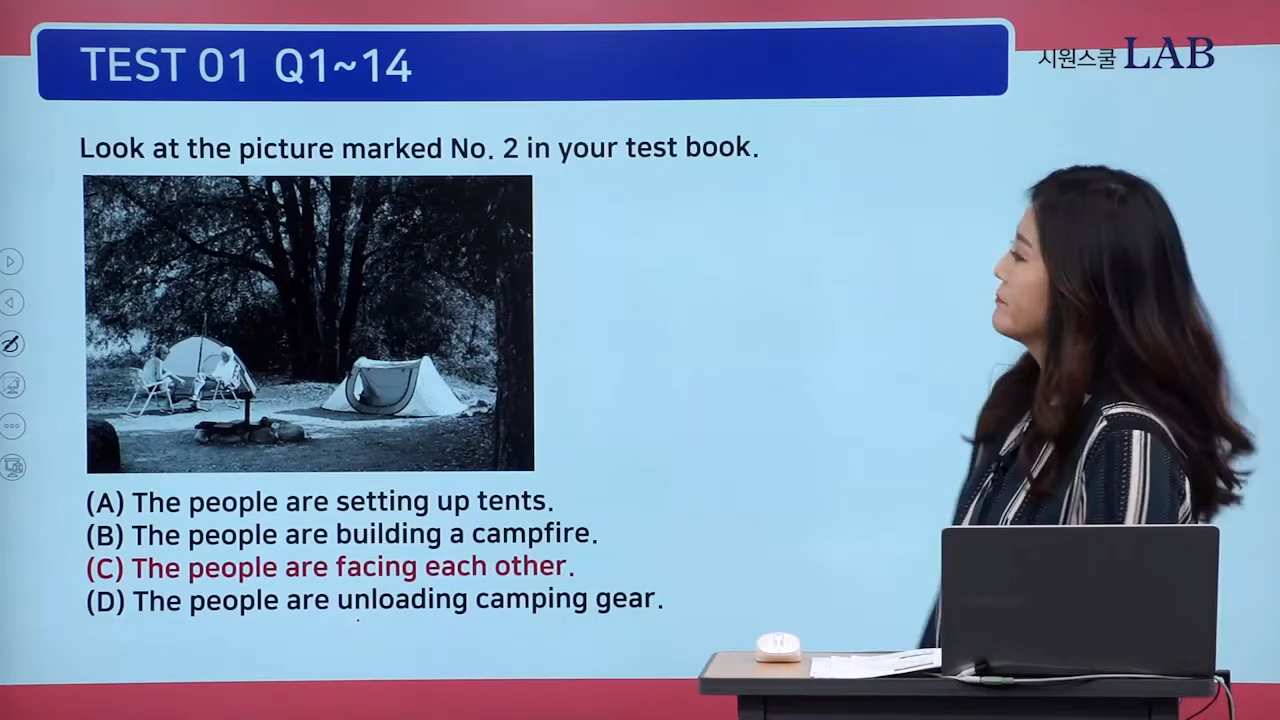 TEST 01 Q1~14
시원스쿨 LAB
Look at the picture marked No. 2 in your test book.
(A) The people are setting up tents.
(B) The people are building a campfire.
(C) The people are facing each other.
(D) The people are unloading camping gear.